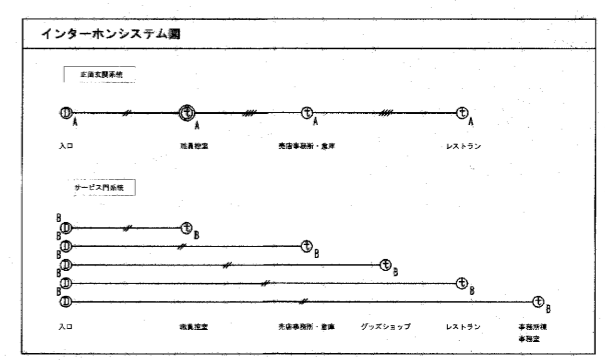 インターホンシステム図
正面玄関系統
D A t A t A t A
入口 職員控室 売店事務所・倉庫 レストラン
サービス門系統
B D t B
B D t B
B D t B
B D t B
B D t B
入口 職員控室 売店事務所・倉庫 グッズショップ レストラン 事務所棟
事務室